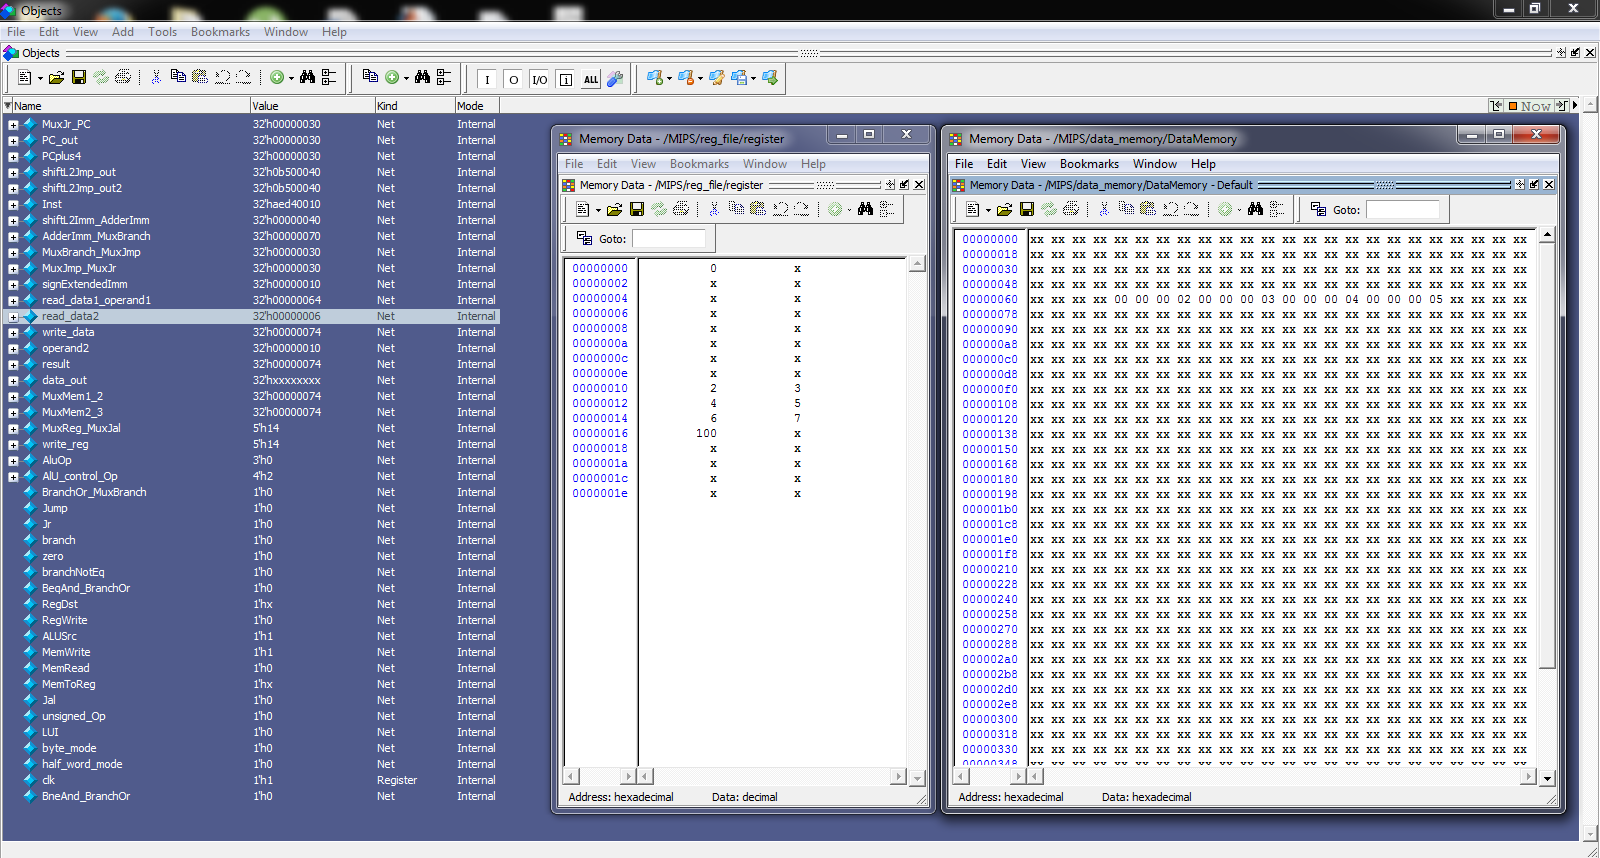 Objects
File Edit View Add Tools Bookmarks Window Help
Objects
I O I/O i ALL
Name Value Kind Mode
Now
MuxJr_PC 32'h00000030 Net Internal
PC_out 32'h00000030 Net Internal
PCplus4 32'h00000030 Net Internal
shiftL2Jmp_out 32'h0b500040 Net Internal
shiftL2Jmp_out2 32'h0b500040 Net Internal
Inst 32'haed40010 Net Internal
shiftL2Imm_AdderImm 32'h00000040 Net Internal
AdderImm_MuxBranch 32'h00000070 Net Internal
MuxBranch_MuxJmp 32'h00000030 Net Internal
MuxJmp_MuxJr 32'h00000030 Net Internal
signExtendedImm 32'h00000010 Net Internal
read_data1_operand1 32'h00000064 Net Internal
read_data2 32'h00000006 Net Internal
write_data 32'h00000074 Net Internal
operand2 32'h00000010 Net Internal
result 32'h00000074 Net Internal
data_out 32'hxxxxxxxx Net Internal
MuxMem1_2 32'h00000074 Net Internal
MuxMem2_3 32'h00000074 Net Internal
MuxReg_MuxJal 5'h14 Net Internal
write_reg 5'h14 Net Internal
AluOp 3'h0 Net Internal
AlU_control_Op 4'h2 Net Internal
BranchOr_MuxBranch 1'h0 Net Internal
Jump 1'h0 Net Internal
Jr 1'h0 Net Internal
branch 1'h0 Net Internal
zero 1'h0 Net Internal
branchNotEq 1'h0 Net Internal
BeqAnd_BranchOr 1'h0 Net Internal
RegDst 1'hx Net Internal
RegWrite 1'h0 Net Internal
ALUSrc 1'h1 Net Internal
MemWrite 1'h1 Net Internal
MemRead 1'h0 Net Internal
MemToReg 1'hx Net Internal
Jal 1'h0 Net Internal
unsigned_Op 1'h0 Net Internal
LUI 1'h0 Net Internal
byte_mode 1'h0 Net Internal
half_word_mode 1'h0 Net Internal
clk 1'h1 Register Internal
BneAnd_BranchOr 1'h0 Net Internal
Memory Data - /MIPS/reg_file/register
File Edit View Bookmarks Window Help
Memory Data - /MIPS/reg_file/register
Goto:
00000000 0 x
00000002 x x
00000004 x x
00000006 x x
00000008 x x
0000000a x x
0000000c x x
0000000e x x
00000010 2 3
00000012 4 5
00000014 6 7
00000016 100 x
00000018 x x
0000001a x x
0000001c x x
0000001e x x
Address: hexadecimal Data: decimal
Memory Data - /MIPS/data_memory/DataMemory
File Edit View Bookmarks Window Help
Memory Data - /MIPS/data_memory/DataMemory - Default
Goto:
00000000 xx xx xx xx xx xx xx xx xx xx xx xx xx xx xx xx xx xx xx xx xx xx xx xx
00000018 xx xx xx xx xx xx xx xx xx xx xx xx xx xx xx xx xx xx xx xx xx xx xx xx
00000030 xx xx xx xx xx xx xx xx xx xx xx xx xx xx xx xx xx xx xx xx xx xx xx xx
00000048 xx xx xx xx xx xx xx xx xx xx xx xx xx xx xx xx xx xx xx xx xx xx xx xx
00000060 xx xx xx xx 00 00 00 02 00 00 00 03 00 00 00 04 00 00 00 05 xx xx xx xx
00000078 xx xx xx xx xx xx xx xx xx xx xx xx xx xx xx xx xx xx xx xx xx xx xx xx
00000090 xx xx xx xx xx xx xx xx xx xx xx xx xx xx xx xx xx xx xx xx xx xx xx xx
000000a8 xx xx xx xx xx xx xx xx xx xx xx xx xx xx xx xx xx xx xx xx xx xx xx xx
000000c0 xx xx xx xx xx xx xx xx xx xx xx xx xx xx xx xx xx xx xx xx xx xx xx xx
000000d8 xx xx xx xx xx xx xx xx xx xx xx xx xx xx xx xx xx xx xx xx xx xx xx xx
000000f0 xx xx xx xx xx xx xx xx xx xx xx xx xx xx xx xx xx xx xx xx xx xx xx xx
00000108 xx xx xx xx xx xx xx xx xx xx xx xx xx xx xx xx xx xx xx xx xx xx xx xx
00000120 xx xx xx xx xx xx xx xx xx xx xx xx xx xx xx xx xx xx xx xx xx xx xx xx
00000138 xx xx xx xx xx xx xx xx xx xx xx xx xx xx xx xx xx xx xx xx xx xx xx xx
00000150 xx xx xx xx xx xx xx xx xx xx xx xx xx xx xx xx xx xx xx xx xx xx xx xx
00000168 xx xx xx xx xx xx xx xx xx xx xx xx xx xx xx xx xx xx xx xx xx xx xx xx
00000180 xx xx xx xx xx xx xx xx xx xx xx xx xx xx xx xx xx xx xx xx xx xx xx xx
00000198 xx xx xx xx xx xx xx xx xx xx xx xx xx xx xx xx xx xx xx xx xx xx xx xx
000001b0 xx xx xx xx xx xx xx xx xx xx xx xx xx xx xx xx xx xx xx xx xx xx xx xx
000001c8 xx xx xx xx xx xx xx xx xx xx xx xx xx xx xx xx xx xx xx xx xx xx xx xx
000001e0 xx xx xx xx xx xx xx xx xx xx xx xx xx xx xx xx xx xx xx xx xx xx xx xx
000001f8 xx xx xx xx xx xx xx xx xx xx xx xx xx xx xx xx xx xx xx xx xx xx xx xx
00000210 xx xx xx xx xx xx xx xx xx xx xx xx xx xx xx xx xx xx xx xx xx xx xx xx
00000228 xx xx xx xx xx xx xx xx xx xx xx xx xx xx xx xx xx xx xx xx xx xx xx xx
00000240 xx xx xx xx xx xx xx xx xx xx xx xx xx xx xx xx xx xx xx xx xx xx xx xx
00000258 xx xx xx xx xx xx xx xx xx xx xx xx xx xx xx xx xx xx xx xx xx xx xx xx
00000270 xx xx xx xx xx xx xx xx xx xx xx xx xx xx xx xx xx xx xx xx xx xx xx xx
00000288 xx xx xx xx xx xx xx xx xx xx xx xx xx xx xx xx xx xx xx xx xx xx xx xx
000002a0 xx xx xx xx xx xx xx xx xx xx xx xx xx xx xx xx xx xx xx xx xx xx xx xx
000002b8 xx xx xx xx xx xx xx xx xx xx xx xx xx xx xx xx xx xx xx xx xx xx xx xx
000002d0 xx xx xx xx xx xx xx xx xx xx xx xx xx xx xx xx xx xx xx xx xx xx xx xx
000002e8 xx xx xx xx xx xx xx xx xx xx xx xx xx xx xx xx xx xx xx xx xx xx xx xx
00000300 xx xx xx xx xx xx xx xx xx xx xx xx xx xx xx xx xx xx xx xx xx xx xx xx
00000318 xx xx xx xx xx xx xx xx xx xx xx xx xx xx xx xx xx xx xx xx xx xx xx xx
00000330 xx xx xx xx xx xx xx xx xx xx xx xx xx xx xx xx xx xx xx xx xx xx xx xx
00000348 xx xx xx xx xx xx xx xx xx xx xx xx xx xx xx xx xx xx xx xx xx xx xx xx
Address: hexadecimal Data: hexadecimal